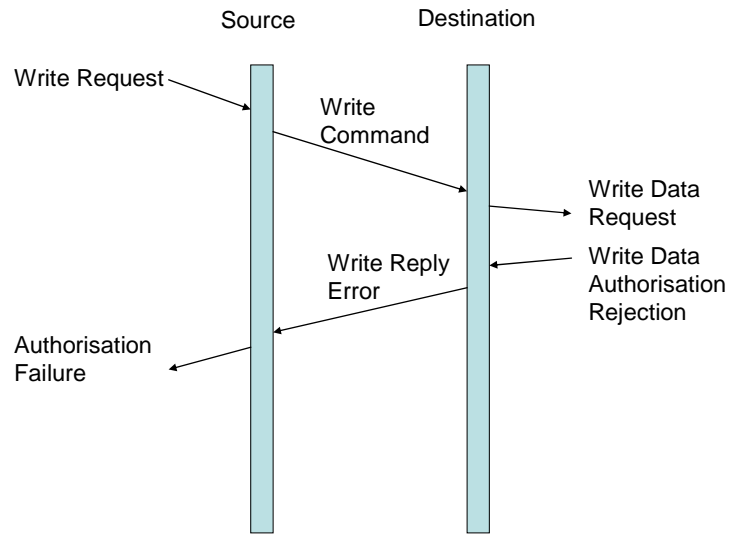 Source
Destination
Write Request
Write
Command
Write Data
Request
Write Reply
Error
Write Data
Authorisation
Rejection
Authorisation
Failure